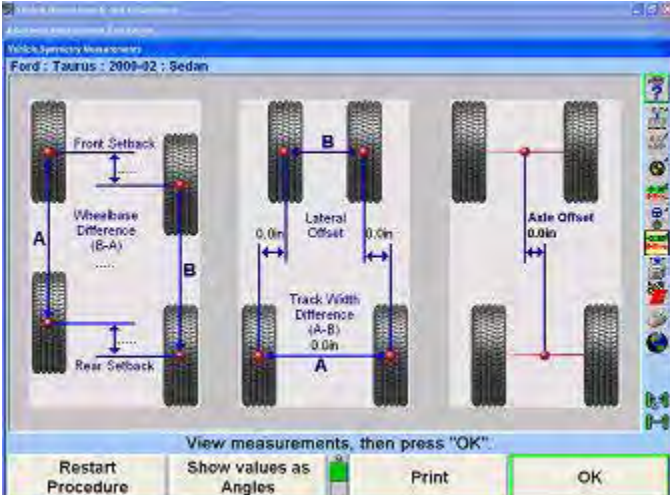 Vehicle Symmetry Measurements
Ford : Taurus : 2000-02 : Sedan
Front Setback
.....
Wheelbase
Difference
(B-A)
.....
A
B
.....
Rear Setback
B
Lateral
Offset
0.0in
0.0in
Track Width
Difference
(A-B)
0.0in
A
Axle Offset
0.0in
View measurements, then press "OK".
Restart
Procedure
Show values as
Angles
Print
OK